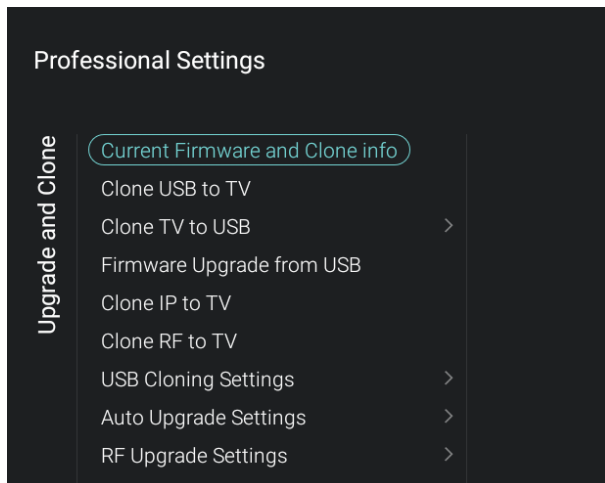 Professional Settings
Upgrade and Clone
Current Firmware and Clone info
Clone USB to TV
Clone TV to USB
Firmware Upgrade from USB
Clone IP to TV
Clone RF to TV
USB Cloning Settings
Auto Upgrade Settings
RF Upgrade Settings